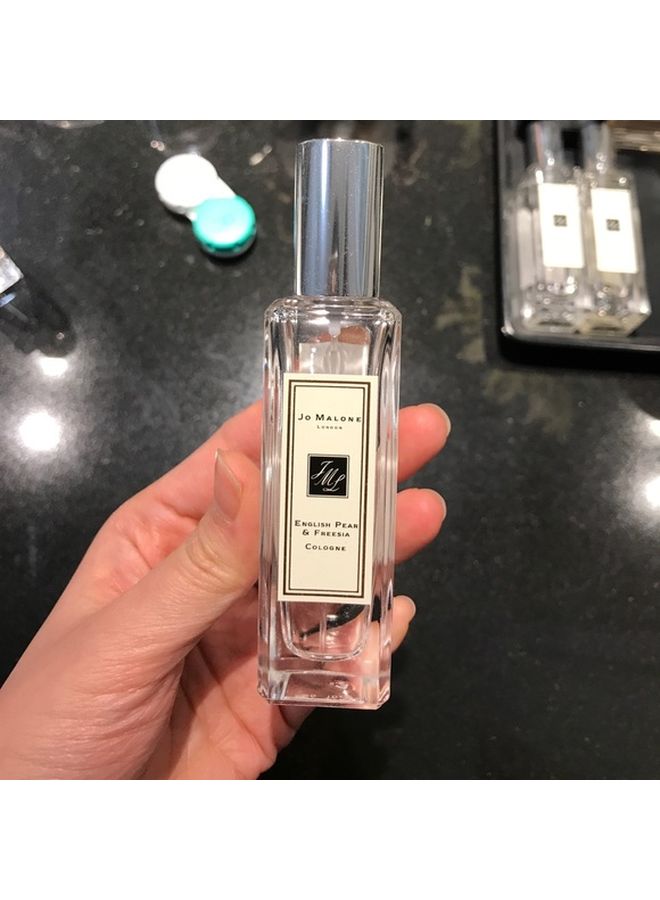 JO MALONE
LONDON
JML
ENGLISH PEAR
& FREESIA
COLOGNE